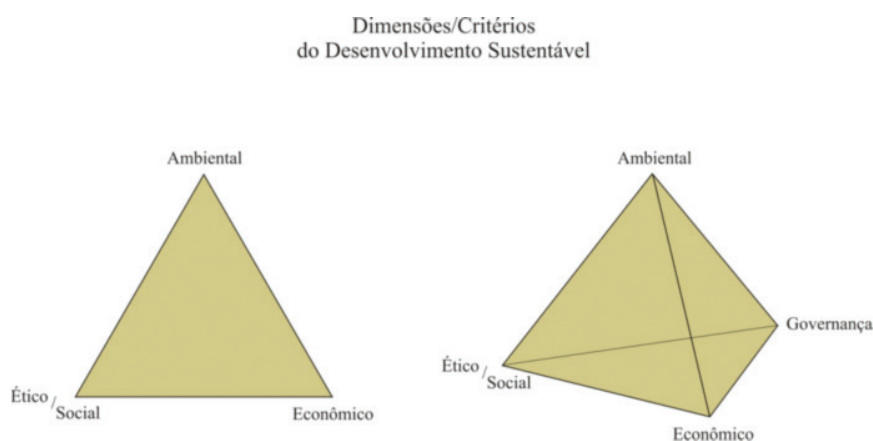 Dimensões/Critérios
do Desenvolvimento Sustentável
Ambiental
Ético /
Social
Econômico
Ambiental
Governança
Ético /
Social
Econômico